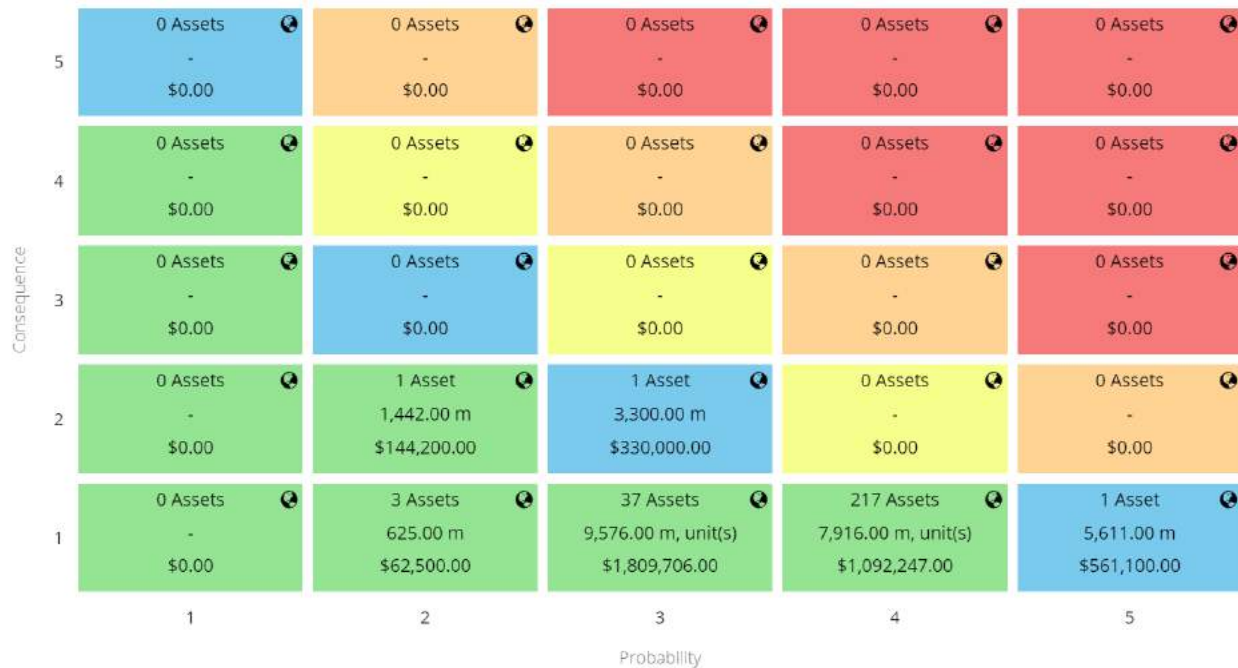 0 Assets 0 Assets 0 Assets 0 Assets 0 Assets
5 - - - - -
$0.00 $0.00 $0.00 $0.00 $0.00
0 Assets 0 Assets 0 Assets 0 Assets 0 Assets
4 - - - - -
$0.00 $0.00 $0.00 $0.00 $0.00
Consequence
0 Assets 0 Assets 0 Assets 0 Assets 0 Assets
3 - - - - -
$0.00 $0.00 $0.00 $0.00 $0.00
0 Assets 1 Asset 1 Asset 0 Assets 0 Assets
2 - 1,442.00 m 3,300.00 m - -
$0.00 $144,200.00 $330,000.00 $0.00 $0.00
0 Assets 3 Assets 37 Assets 217 Assets 1 Asset
1 - 625.00 m 9,576.00 m, unit(s) 7,916.00 m, unit(s) 5,611.00 m
$0.00 $62,500.00 $1,809,706.00 $1,092,247.00 $561,100.00
1 2 3 4 5
Probability